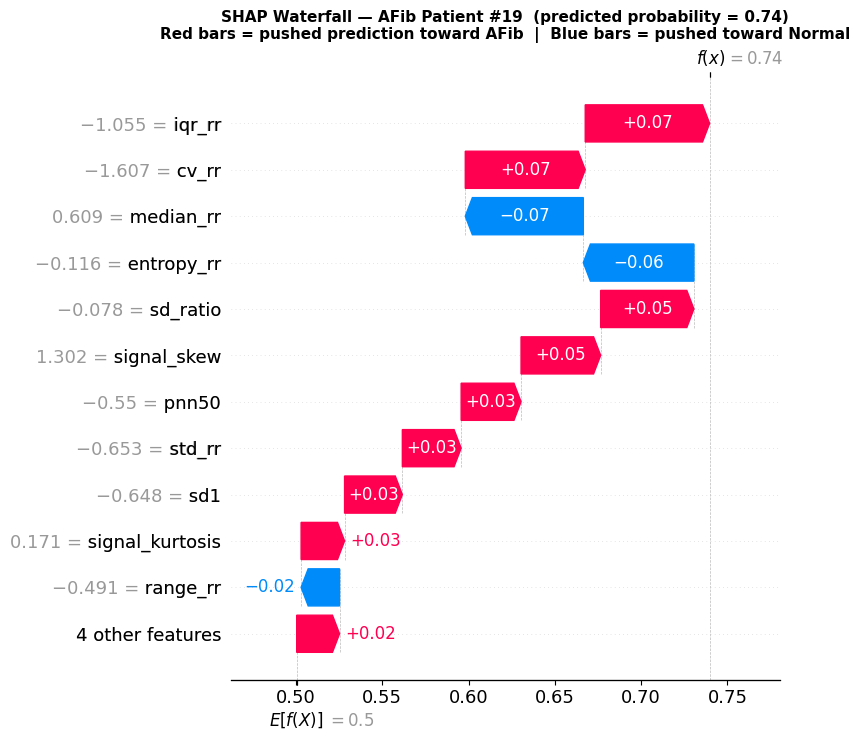 SHAP Waterfall — AFib Patient #19 (predicted probability = 0.74)
Red bars = pushed prediction toward AFib | Blue bars = pushed toward Normal
f(x) = 0.74
−1.055 = iqr_rr +0.07
−1.607 = cv_rr +0.07
0.609 = median_rr −0.07
−0.116 = entropy_rr −0.06
−0.078 = sd_ratio +0.05
1.302 = signal_skew +0.05
−0.55 = pnn50 +0.03
−0.653 = std_rr +0.03
−0.648 = sd1 +0.03
0.171 = signal_kurtosis +0.03
−0.491 = range_rr −0.02
4 other features +0.02
0.50 0.55 0.60 0.65 0.70 0.75
E[f(X)] = 0.5